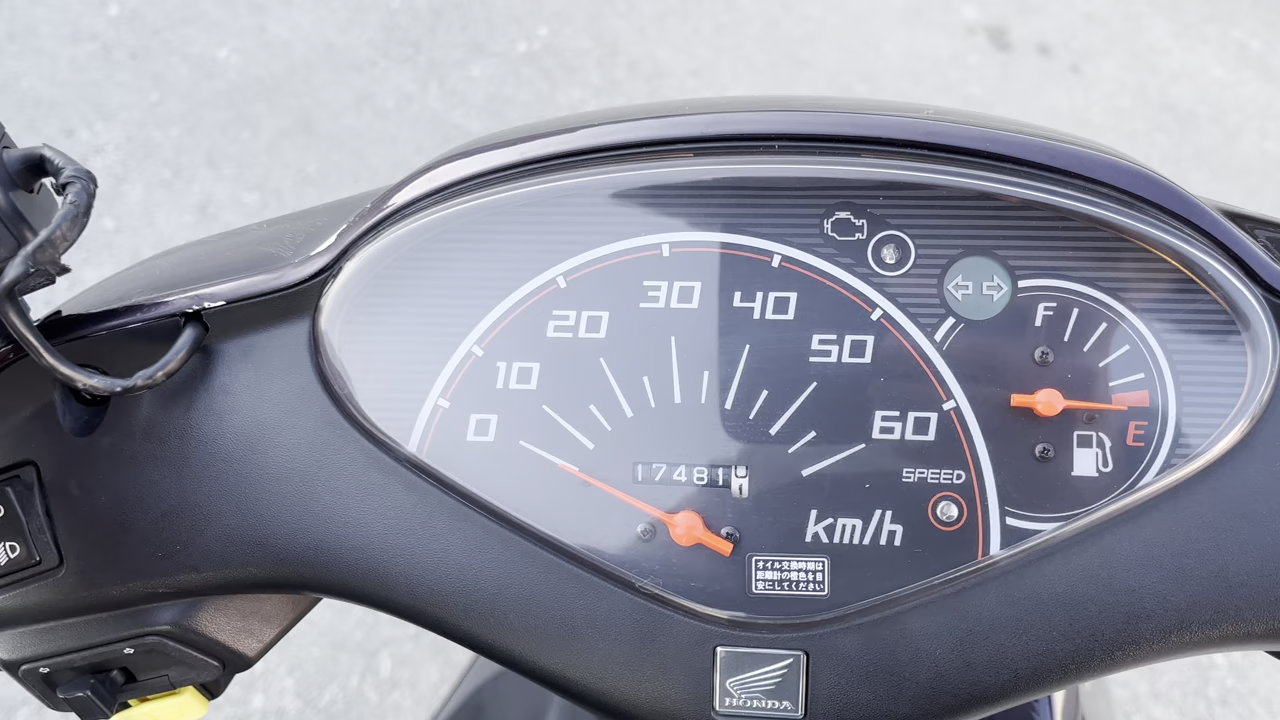 0
10
20
30
40
50
60
F
E
SPEED
km/h
17481
オイル交換時期は
距離計の橙色を目
安にしてください
HONDA